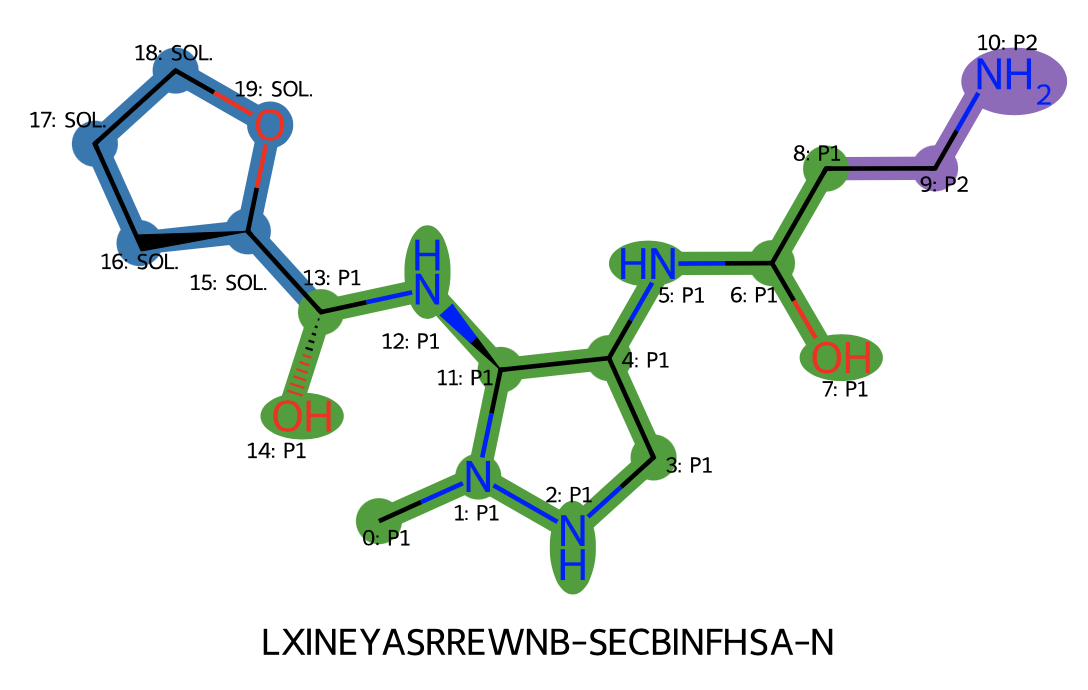 10: P2
NH2
18: SOL.
19: SOL.
O
17: SOL.
8: P1
9: P2
16: SOL.
15: SOL.
13: P1
H
N
HN
5: P1
6: P1
12: P1
OH
7: P1
4: P1
11: P1
OH
14: P1
3: P1
N
1: P1
2: P1
N
H
0: P1
LXINEYASRREWNB-SECBINFHSA-N